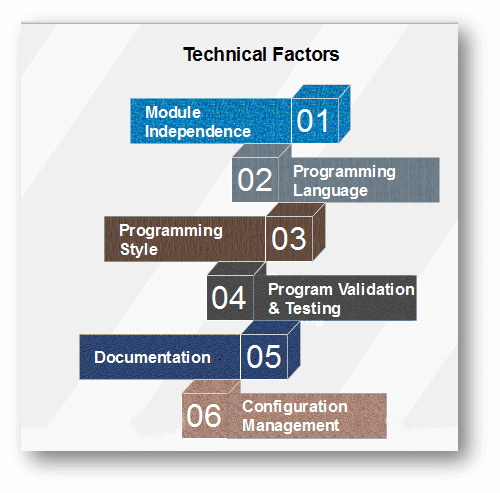 Technical Factors
Module
Independence
01
02
Programming
Language
Programming
Style
03
04
Program Validation
& Testing
Documentation
05
06
Configuration
Management